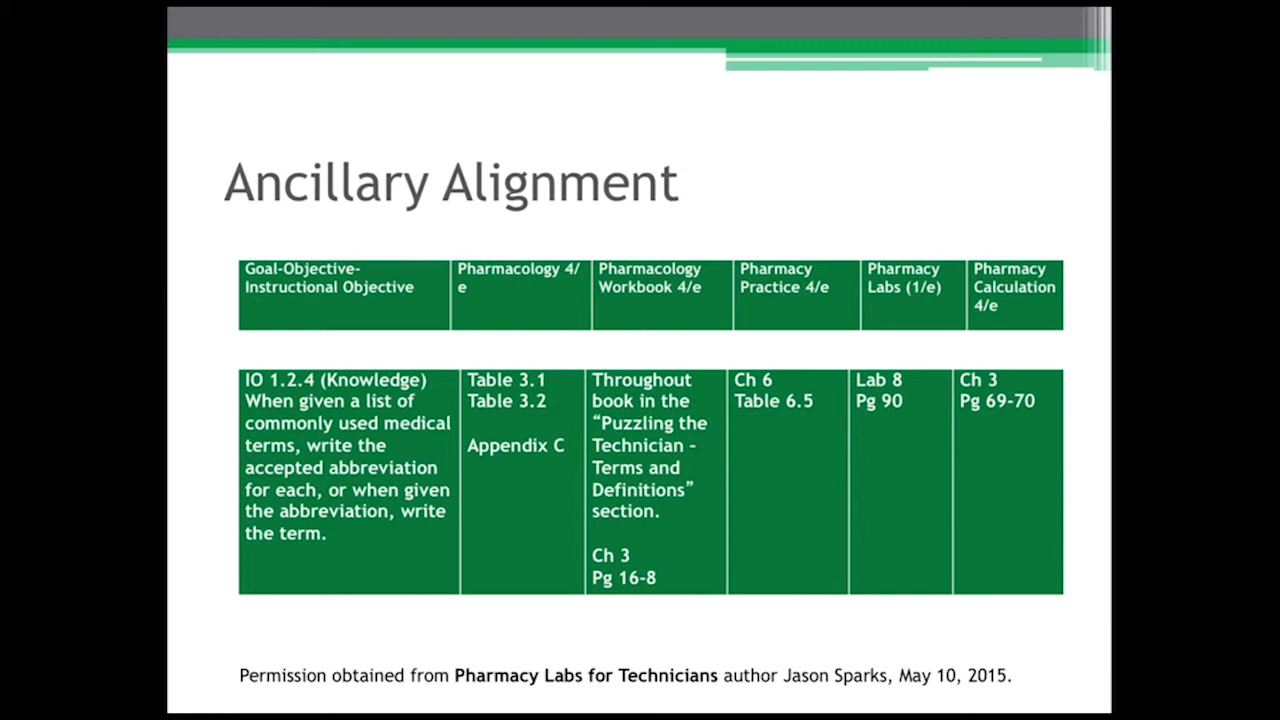 Ancillary Alignment
Goal-Objective-
Instructional Objective
Pharmacology 4/
e
Pharmacology
Workbook 4/e
Pharmacy
Practice 4/e
Pharmacy
Labs (1/e)
Pharmacy
Calculation
4/e
IO 1.2.4 (Knowledge)
When given a list of
commonly used medical
terms, write the
accepted abbreviation
for each, or when given
the abbreviation, write
the term.
Table 3.1
Table 3.2
Appendix C
Throughout
book in the
“Puzzling the
Technician –
Terms and
Definitions”
section.
Ch 3
Pg 16-8
Ch 6
Table 6.5
Lab 8
Pg 90
Ch 3
Pg 69-70
Permission obtained from Pharmacy Labs for Technicians author Jason Sparks, May 10, 2015.